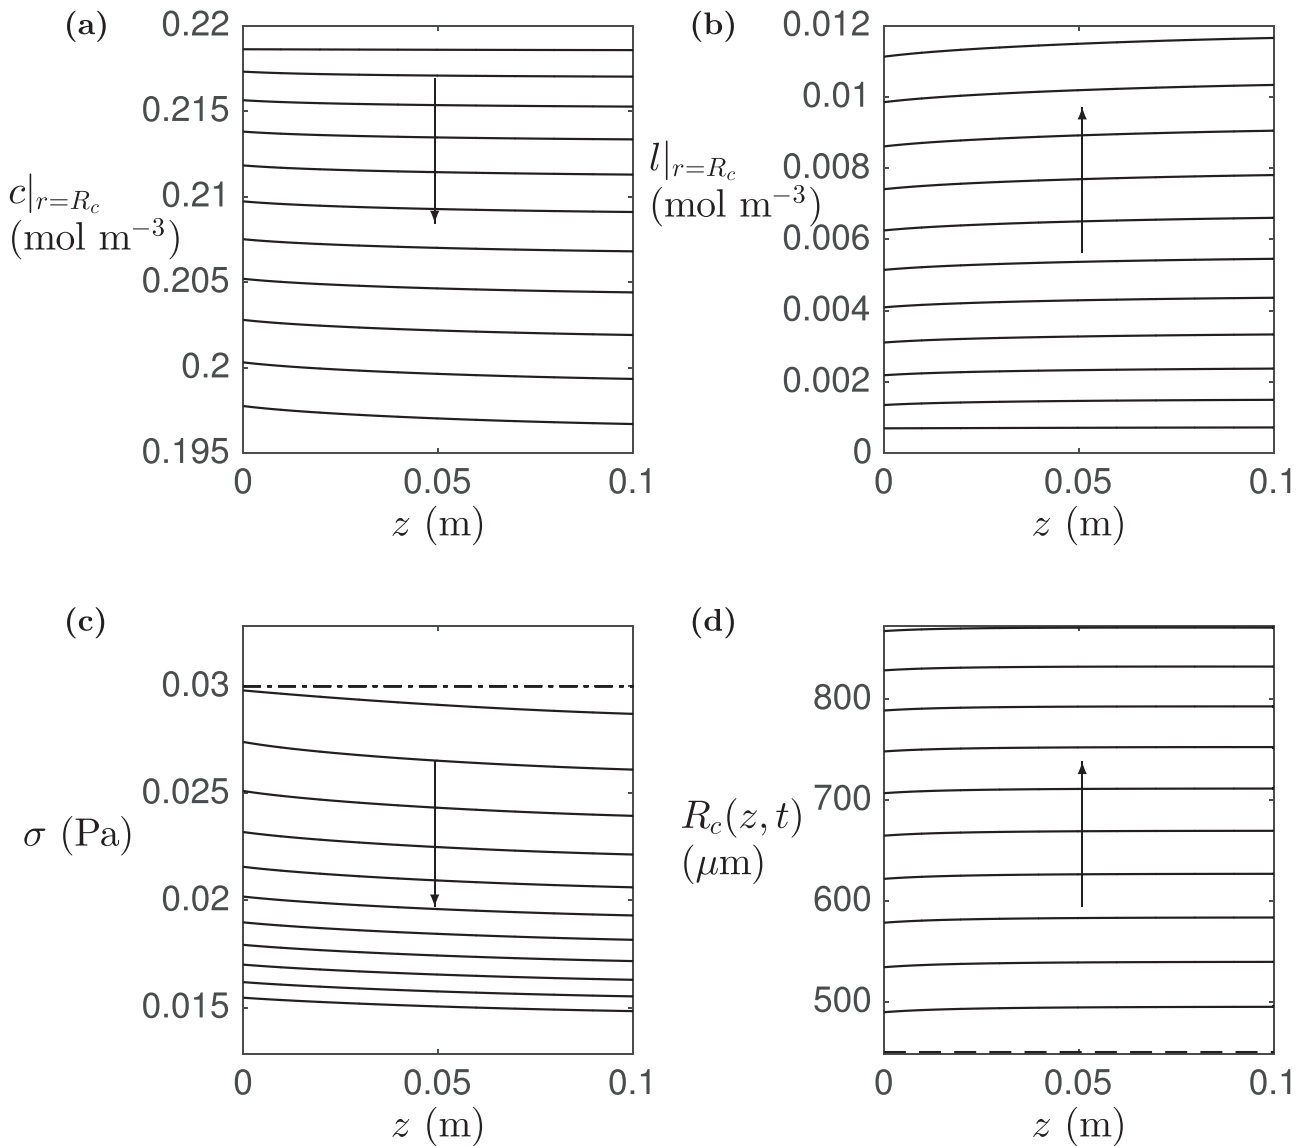 (a)
0.22
0.215
0.21
0.205
0.2
0.195
c|r=Rc
(mol m−3)
0
0.05
0.1
z (m)
(b)
0.012
0.01
0.008
0.006
0.004
0.002
0
l|r=Rc
(mol m−3)
0
0.05
0.1
z (m)
(c)
0.03
0.025
0.02
0.015
σ (Pa)
0
0.05
0.1
z (m)
(d)
800
700
600
500
Rc(z, t)
(μm)
0
0.05
0.1
z (m)